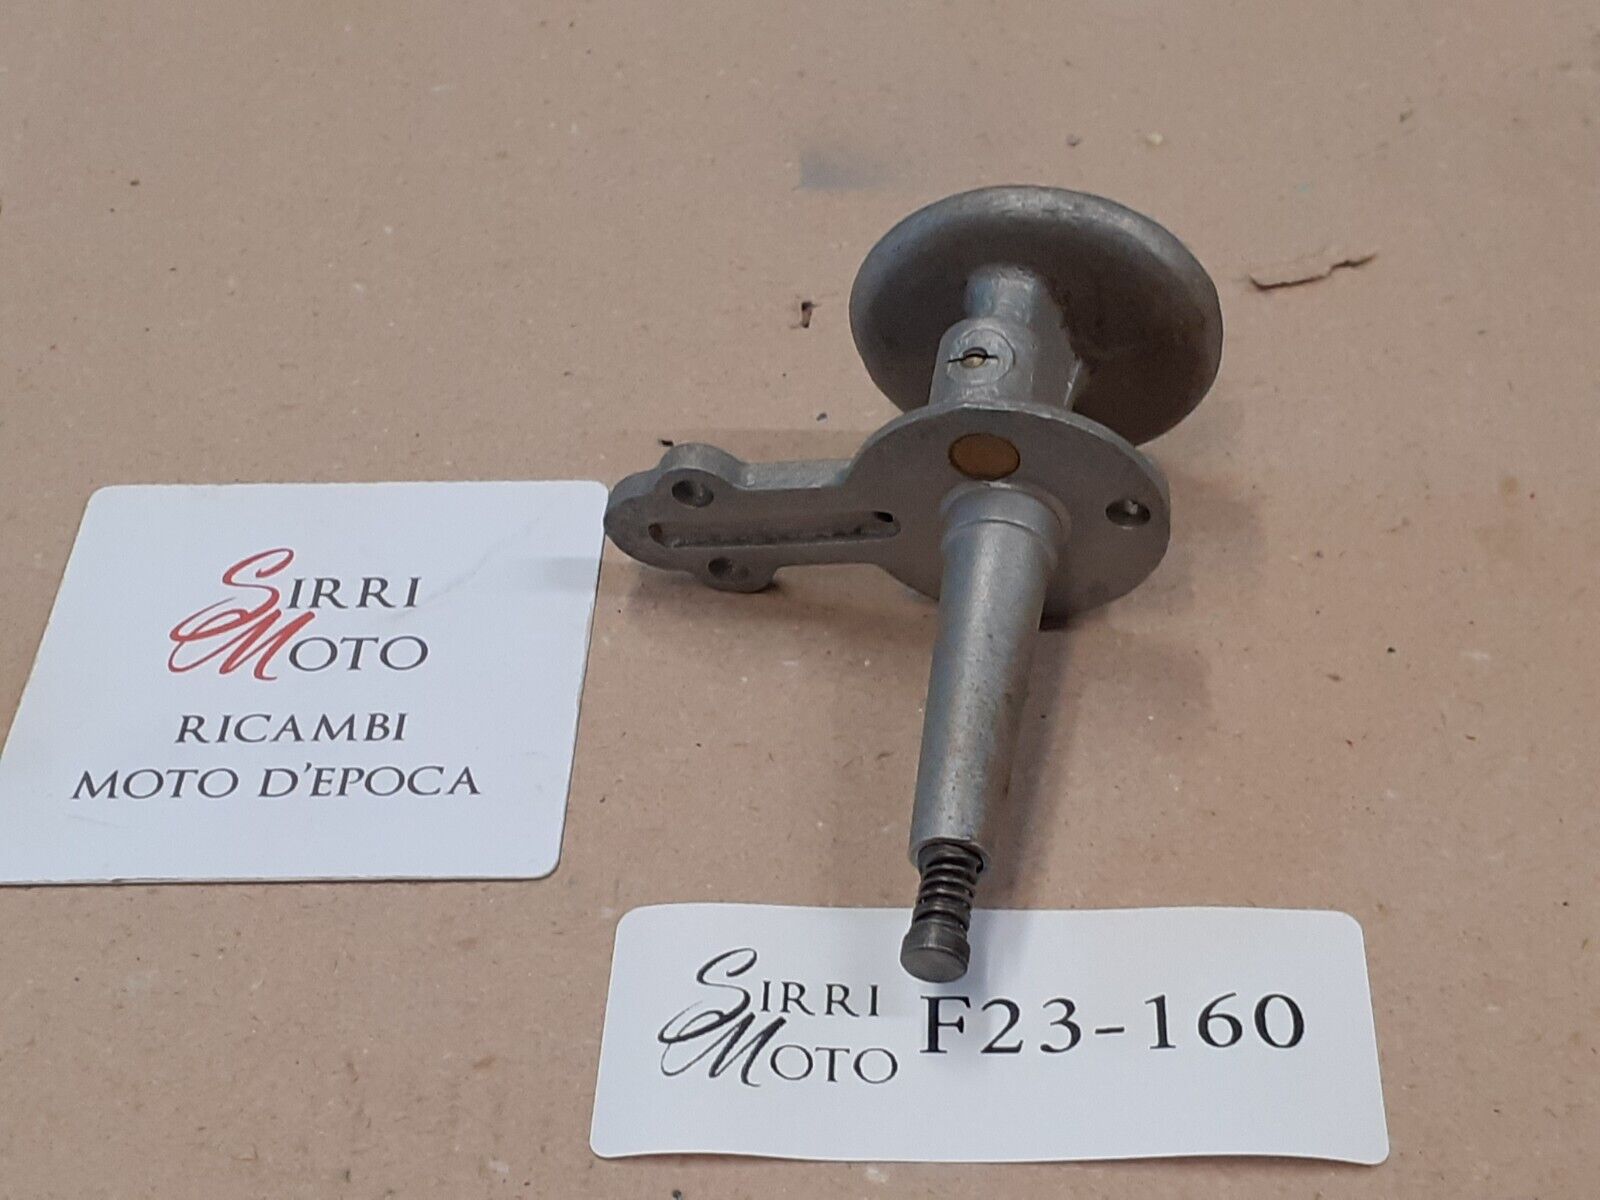 SIRRI
MOTO
RICAMBI
MOTO D'EPOCA
SIRRI
MOTO
F23-160